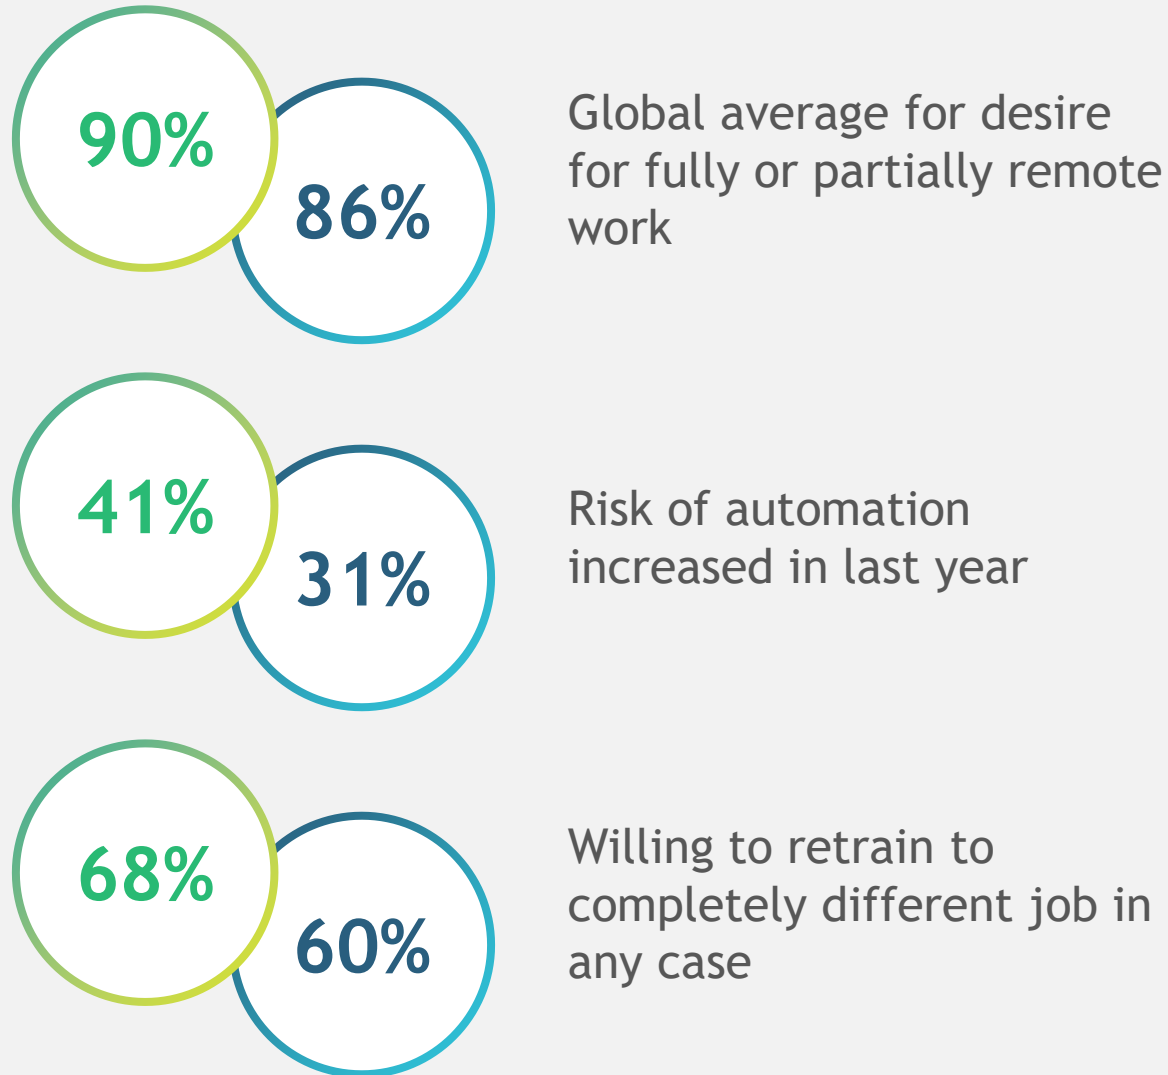 90%
86%
Global average for desire
for fully or partially remote
work
41%
31%
Risk of automation
increased in last year
68%
60%
Willing to retrain to
completely different job in
any case